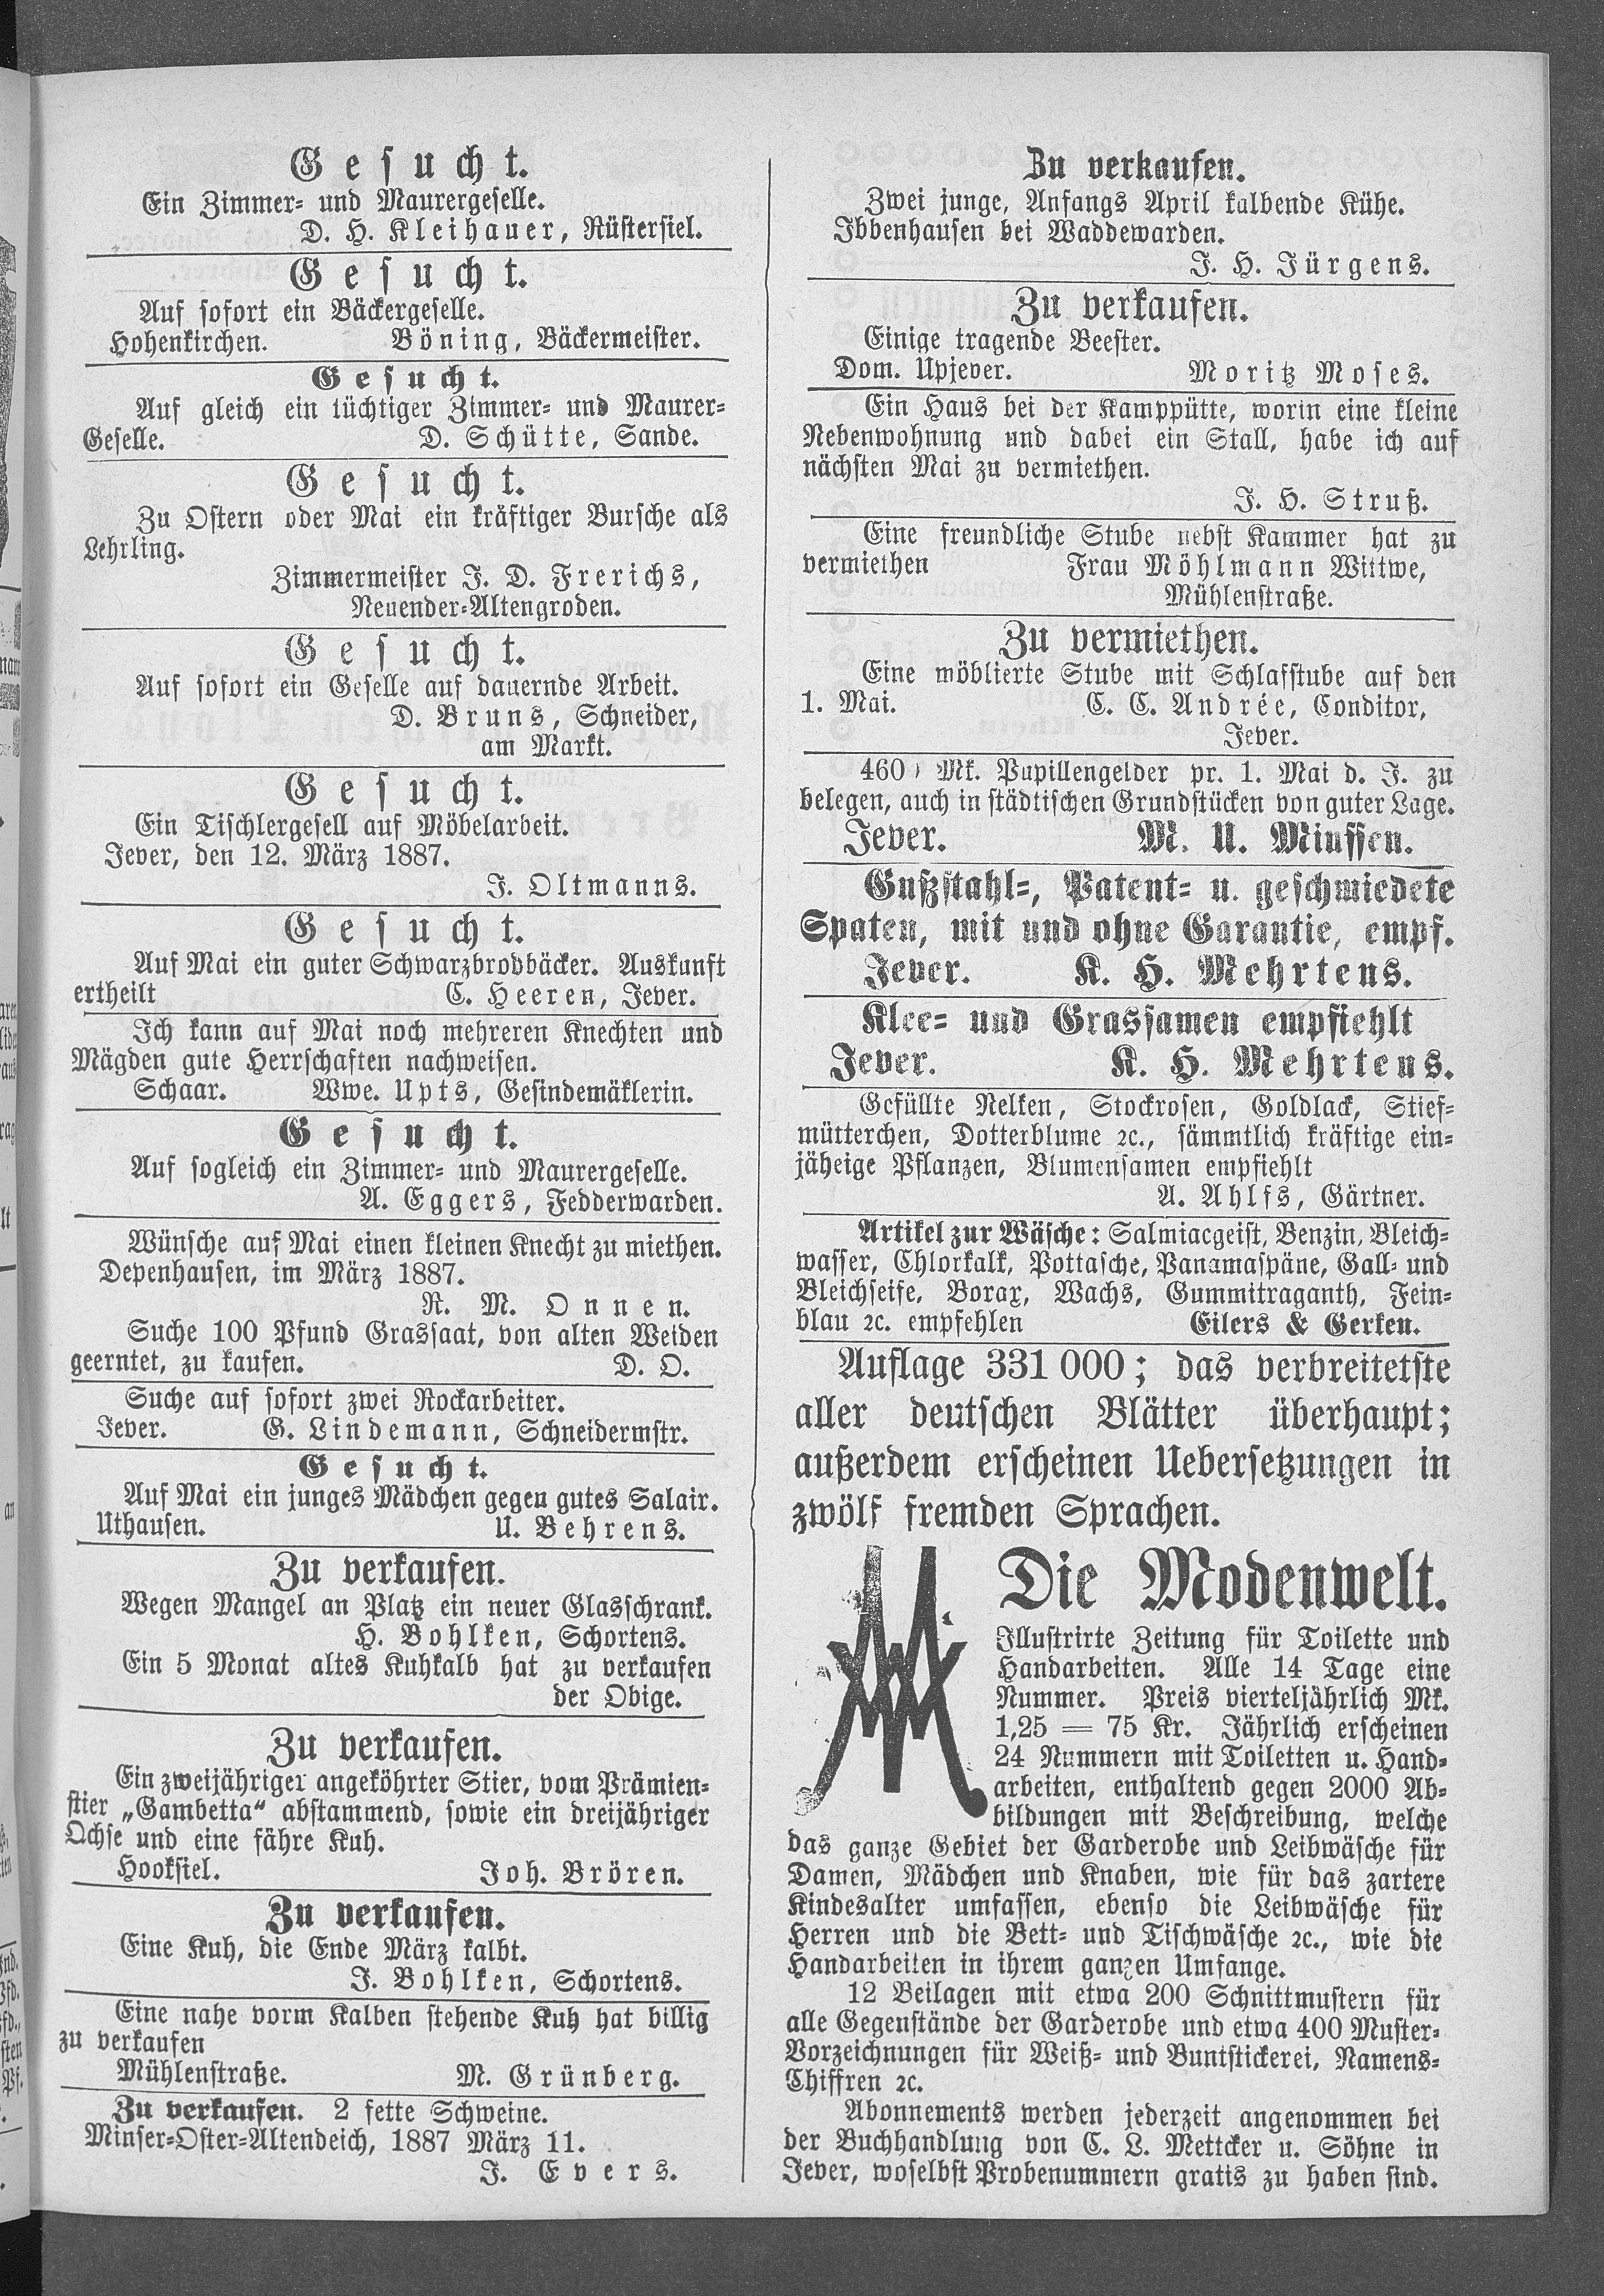 Gesucht.
Ein Zimmer- und Maurergeselle.
D. H. Kleihauer, Rüstersiel.
Gesucht.
Auf sofort ein Bäckergeselle.
Hohenkirchen. Böning, Bäckermeister.
Gesucht.
Auf gleich ein tüchtiger Zimmer- und Maurer-
Geselle. D. Schütte, Sande.
Gesucht.
Zu Ostern oder Mai ein kräftiger Bursche als
Lehrling.
Zimmermeister J. D. Frerichs,
Neuender-Altengroden.
Gesucht.
Auf sofort ein Geselle auf dauernde Arbeit.
D. Bruns, Schneider,
am Markt.
Gesucht.
Ein Tischlergesell auf Möbelarbeit.
Jever, den 12. März 1887.
J. Oltmanns.
Gesucht.
Auf Mai ein guter Schwarzbrodbäcker. Auskunft
ertheilt C. Heeren, Jever.
Ich kann auf Mai noch mehreren Knechten und
Mägden gute Herrschaften nachweisen.
Schaar. Wwe. Upts, Gesindemäklerin.
Gesucht.
Auf sogleich ein Zimmer- und Maurergeselle.
A. Eggers, Fedderwarden.
Wünsche auf Mai einen kleinen Knecht zu miethen.
Depenhausen, im März 1887.
R. M. Onnen.
Suche 100 Pfund Grassaat, von alten Weiden
geerntet, zu kaufen. D. O.
Suche auf sofort zwei Rockarbeiter.
Jever. G. Lindemann, Schneidermstr.
Gesucht.
Auf Mai ein junges Mädchen gegen gutes Salair.
Uthausen. U. Behrens.
Zu verkaufen.
Wegen Mangel an Platz ein neuer Glasschrank.
H. Bohlken, Schortens.
Ein 5 Monat altes Kuhkalb hat zu verkaufen
der Obige.
Zu verkaufen.
Ein zweijähriger angeköhrter Stier, vom Prämien-
stier „Gambetta“ abstammend, sowie ein dreijähriger
Ochse und eine fähre Kuh.
Hooksiel. Joh. Brören.
Zu verkaufen.
Eine Kuh, die Ende März kalbt.
J. Bohlken, Schortens.
Eine nahe vorm Kalben stehende Kuh hat billig
zu verkaufen
Mühlenstraße. M. Grünberg.
Zu verkaufen. 2 fette Schweine.
Minser-Oster-Altendeich, 1887 März 11.
J. Evers.
Zu verkaufen.
Zwei junge, Anfangs April kalbende Kühe.
Ibbenhausen bei Waddewarden.
J. H. Jürgens.
Zu verkaufen.
Einige tragende Beester.
Dom. Upjever. Moritz Moses.
Ein Haus bei der Kamppütte, worin eine kleine
Nebenwohnung und dabei ein Stall, habe ich auf
nächsten Mai zu vermiethen.
J. H. Struß.
Eine freundliche Stube nebst Kammer hat zu
vermiethen Frau Möhlmann Wittwe,
Mühlenstraße.
Zu vermiethen.
Eine möblierte Stube mit Schlafstube auf den
1. Mai. C. C. Andrée, Conditor,
Jever.
Mk. Pupillengelder pr. 1. Mai d. J. zu
belegen, auch in städtischen Grundstücken von guter Lage.
Jever. M. U. Minssen.
Gußstahl-, Patent- u. geschmiedete
Spaten, mit und ohne Garantie, empf.
Jever. K. H. Mehrtens.
Klee- und Grassamen empfiehlt
Jever. K. H. Mehrtens.
Gefüllte Nelken, Stockrosen, Goldlack, Stief-
mütterchen, Dotterblume ꝛc., sämmtlich kräftige ein-
jäheige Pflanzen, Blumensamen empfiehlt
A. Ahlfs, Gärtner.
Artikel zur Wäsche: Salmiacgeist, Benzin, Bleich-
wasser, Chlorkalk, Pottasche, Panamaspäne, Gall- und
Bleichseife, Borax, Wachs, Gummitraganth, Fein-
blau ꝛc. empfehlen Eilers & Gerken.
Auflage 331 000; das verbreitetste
aller deutschen Blätter überhaupt;
außerdem erscheinen Uebersetzungen in
zwölf fremden Sprachen.
Die Modenwelt.
Illustrirte Zeitung für Toilette und
Handarbeiten. Alle 14 Tage eine
Nummer. Preis vierteljährlich Mk.
1,25 = 75 Kr. Jährlich erscheinen
24 Nummern mit Toiletten u. Hand-
arbeiten, enthaltend gegen 2000 Ab-
bildungen mit Beschreibung, welche
das ganze Gebiet der Garderobe und Leibwäsche für
Damen, Mädchen und Knaben, wie für das zartere
Kindesalter umfassen, ebenso die Leibwäsche für
Herren und die Bett- und Tischwäsche ꝛc., wie die
Handarbeiten in ihrem ganzen Umfange.
12 Beilagen mit etwa 200 Schnittmustern für
alle Gegenstände der Garderobe und etwa 400 Muster-
Vorzeichnungen für Weiß- und Buntstickerei, Namens-
Chiffren ꝛc.
Abonnements werden jederzeit angenommen bei
der Buchhandlung von C. L. Mettcker u. Söhne in
Jever, woselbst Probenummern gratis zu haben sind.